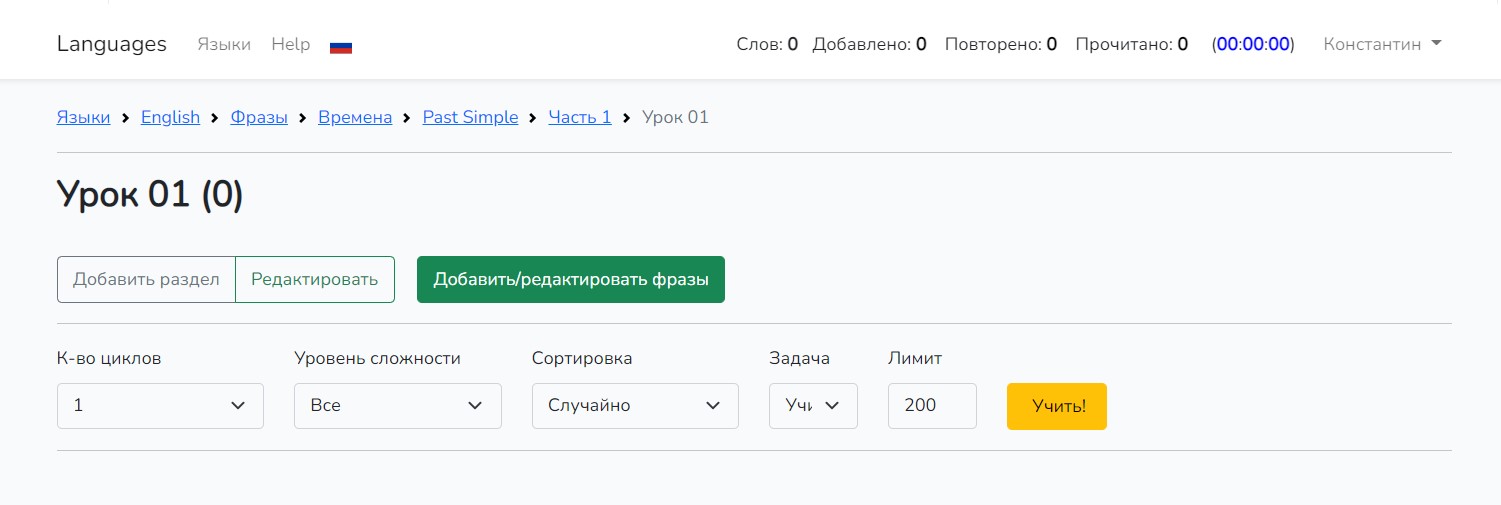 Languages Языки Help Слов: 0 Добавлено: 0 Повторено: 0 Прочитано: 0 (00:00:00) Константин
Языки English Фразы Времена Past Simple Часть 1 Урок 01
Урок 01 (0)
Добавить раздел Редактировать Добавить/редактировать фразы
К-во циклов Уровень сложности Сортировка Задача Лимит
1 Все Случайно Учи 200 Учить!